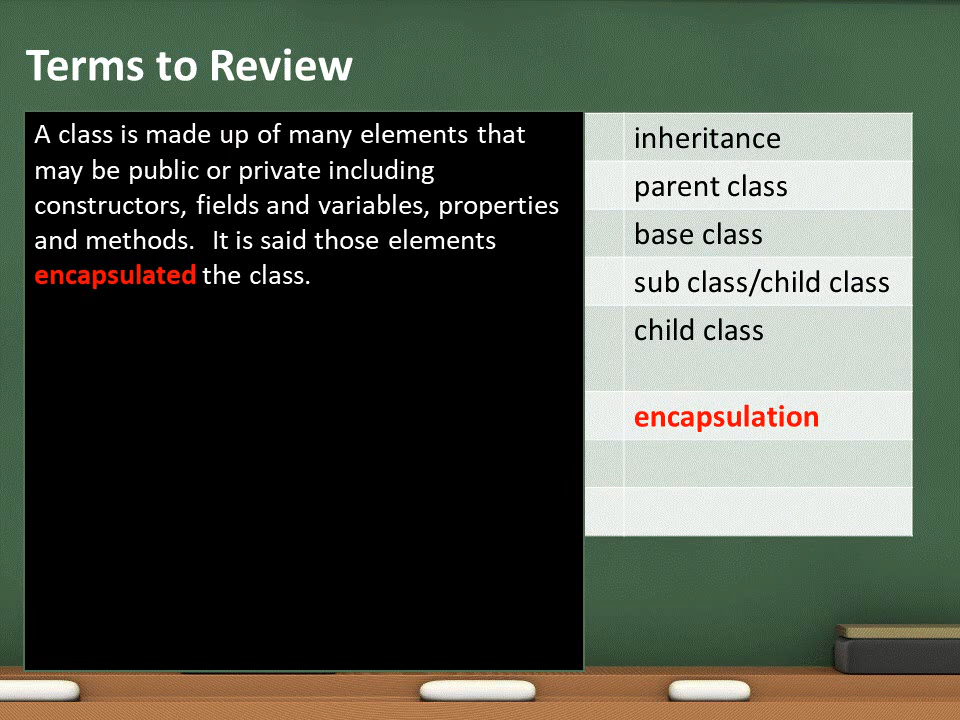 Terms to Review
A class is made up of many elements that
may be public or private including
constructors, fields and variables, properties
and methods.  It is said those elements
encapsulated the class.
inheritance
parent class
base class
sub class/child class
child class
encapsulation